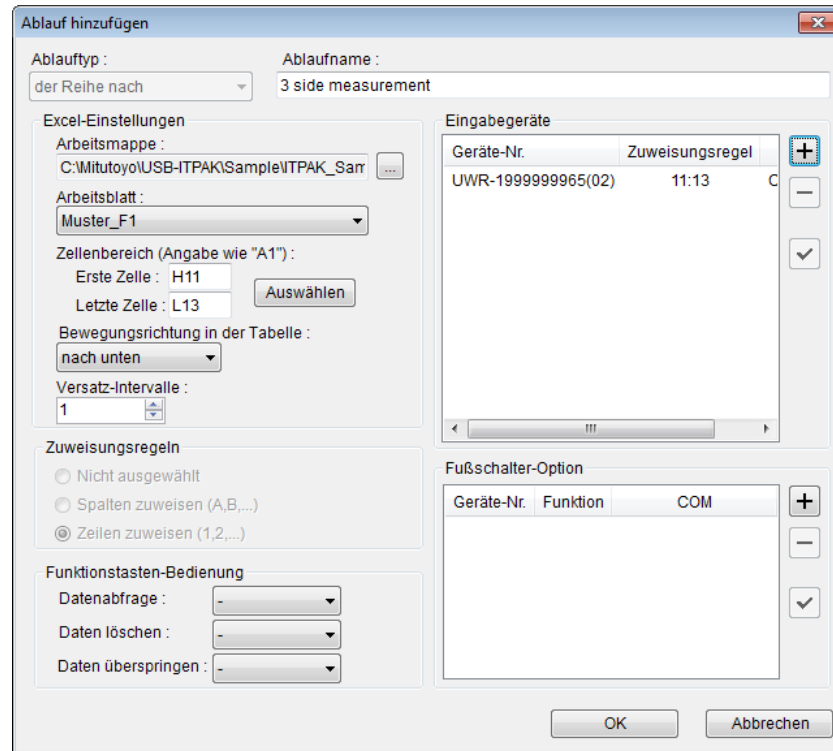 Ablauf hinzufügen
Ablauftyp :
der Reihe nach
Ablaufname :
3 side measurement
Excel-Einstellungen
Arbeitsmappe :
C:\Mitutoyo\USB-ITPAK\Sample\ITPAK_Sam
...
Arbeitsblatt :
Muster_F1
Zellenbereich (Angabe wie "A1") :
Erste Zelle : H11
Letzte Zelle : L13
Auswählen
Bewegungsrichtung in der Tabelle :
nach unten
Versatz-Intervalle :
1
Zuweisungsregeln
Nicht ausgewählt
Spalten zuweisen (A,B,...)
Zeilen zuweisen (1,2,...)
Funktionstasten-Bedienung
Datenabfrage : -
Daten löschen : -
Daten überspringen : -
Eingabegeräte
Geräte-Nr. Zuweisungsregel
UWR-1999999965(02) 11:13 C
Fußschalter-Option
Geräte-Nr. Funktion COM
OK Abbrechen